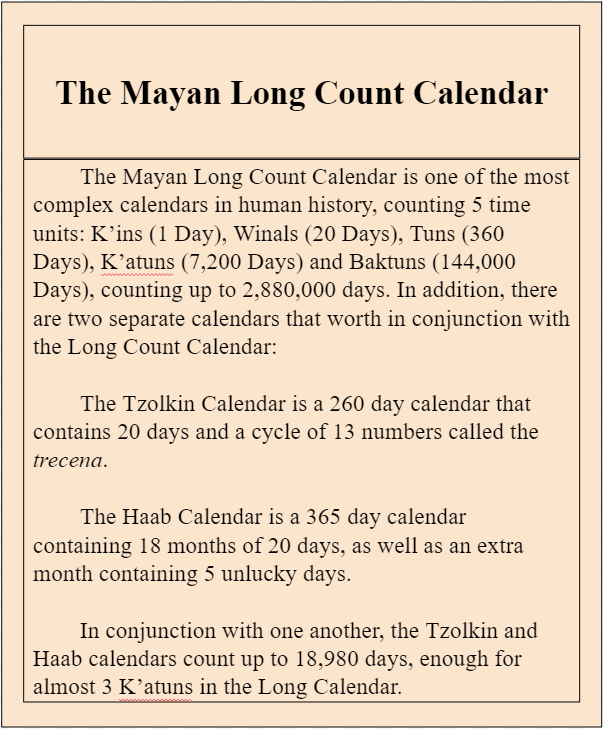 The Mayan Long Count Calendar
The Mayan Long Count Calendar is one of the most
complex calendars in human history, counting 5 time
units: K’ins (1 Day), Winals (20 Days), Tuns (360
Days), K’atuns (7,200 Days) and Baktuns (144,000
Days), counting up to 2,880,000 days. In addition, there
are two separate calendars that worth in conjunction with
the Long Count Calendar:
The Tzolkin Calendar is a 260 day calendar that
contains 20 days and a cycle of 13 numbers called the
trecena.
The Haab Calendar is a 365 day calendar
containing 18 months of 20 days, as well as an extra
month containing 5 unlucky days.
In conjunction with one another, the Tzolkin and
Haab calendars count up to 18,980 days, enough for
almost 3 K’atuns in the Long Calendar.